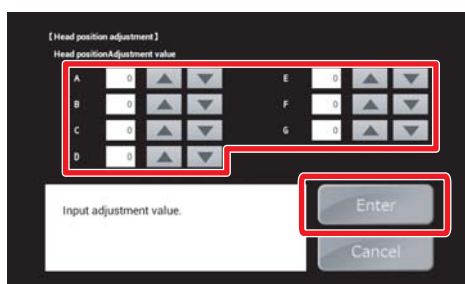 [Head position adjustment]
Head positionAdjustment value
A 0 E 0
B 0 F 0
C 0 G 0
D 0
Input adjustment value.
Enter
Cancel